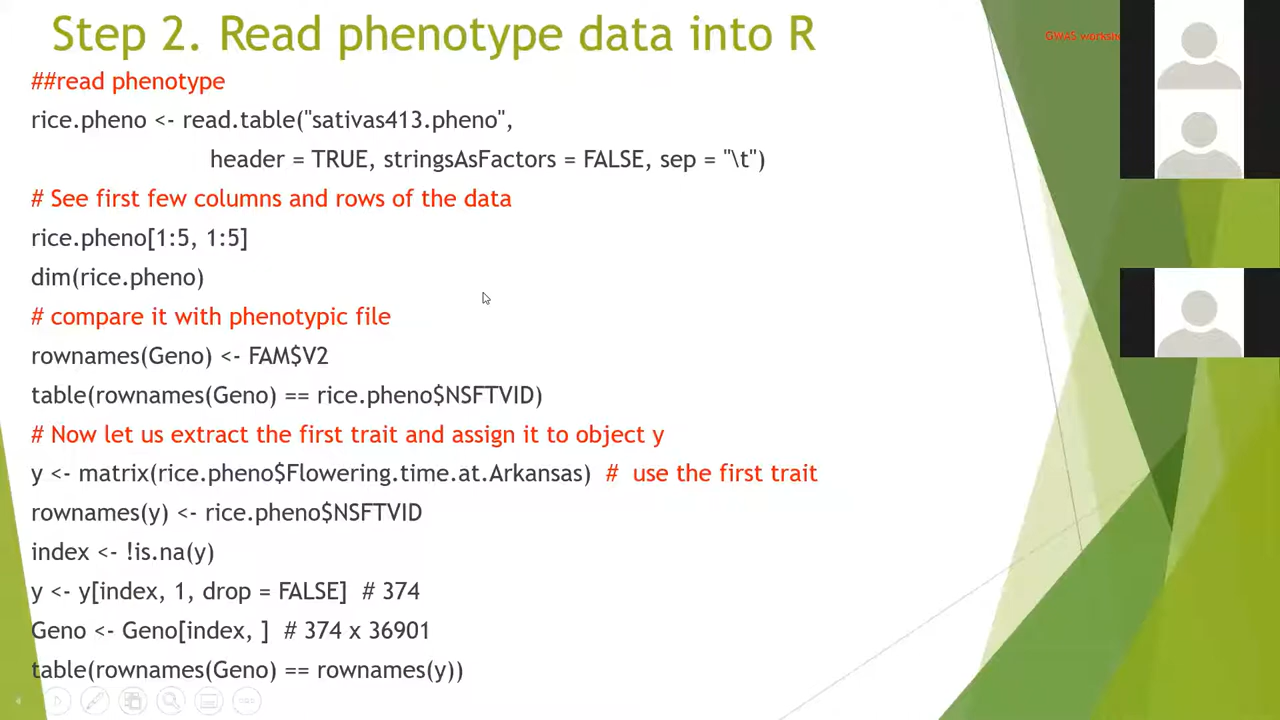 Step 2. Read phenotype data into R
GWAS
##read phenotype
rice.pheno <- read.table("sativas413.pheno",
header = TRUE, stringsAsFactors = FALSE, sep = "\t")
# See first few columns and rows of the data
rice.pheno[1:5, 1:5]
dim(rice.pheno)
# compare it with phenotypic file
rownames(Geno) <- FAM$V2
table(rownames(Geno) == rice.pheno$NSFTVID)
# Now let us extract the first trait and assign it to object y
y <- matrix(rice.pheno$Flowering.time.at.Arkansas) # use the first trait
rownames(y) <- rice.pheno$NSFTVID
index <- !is.na(y)
y <- y[index, 1, drop = FALSE] # 374
Geno <- Geno[index, ] # 374 x 36901
table(rownames(Geno) == rownames(y))